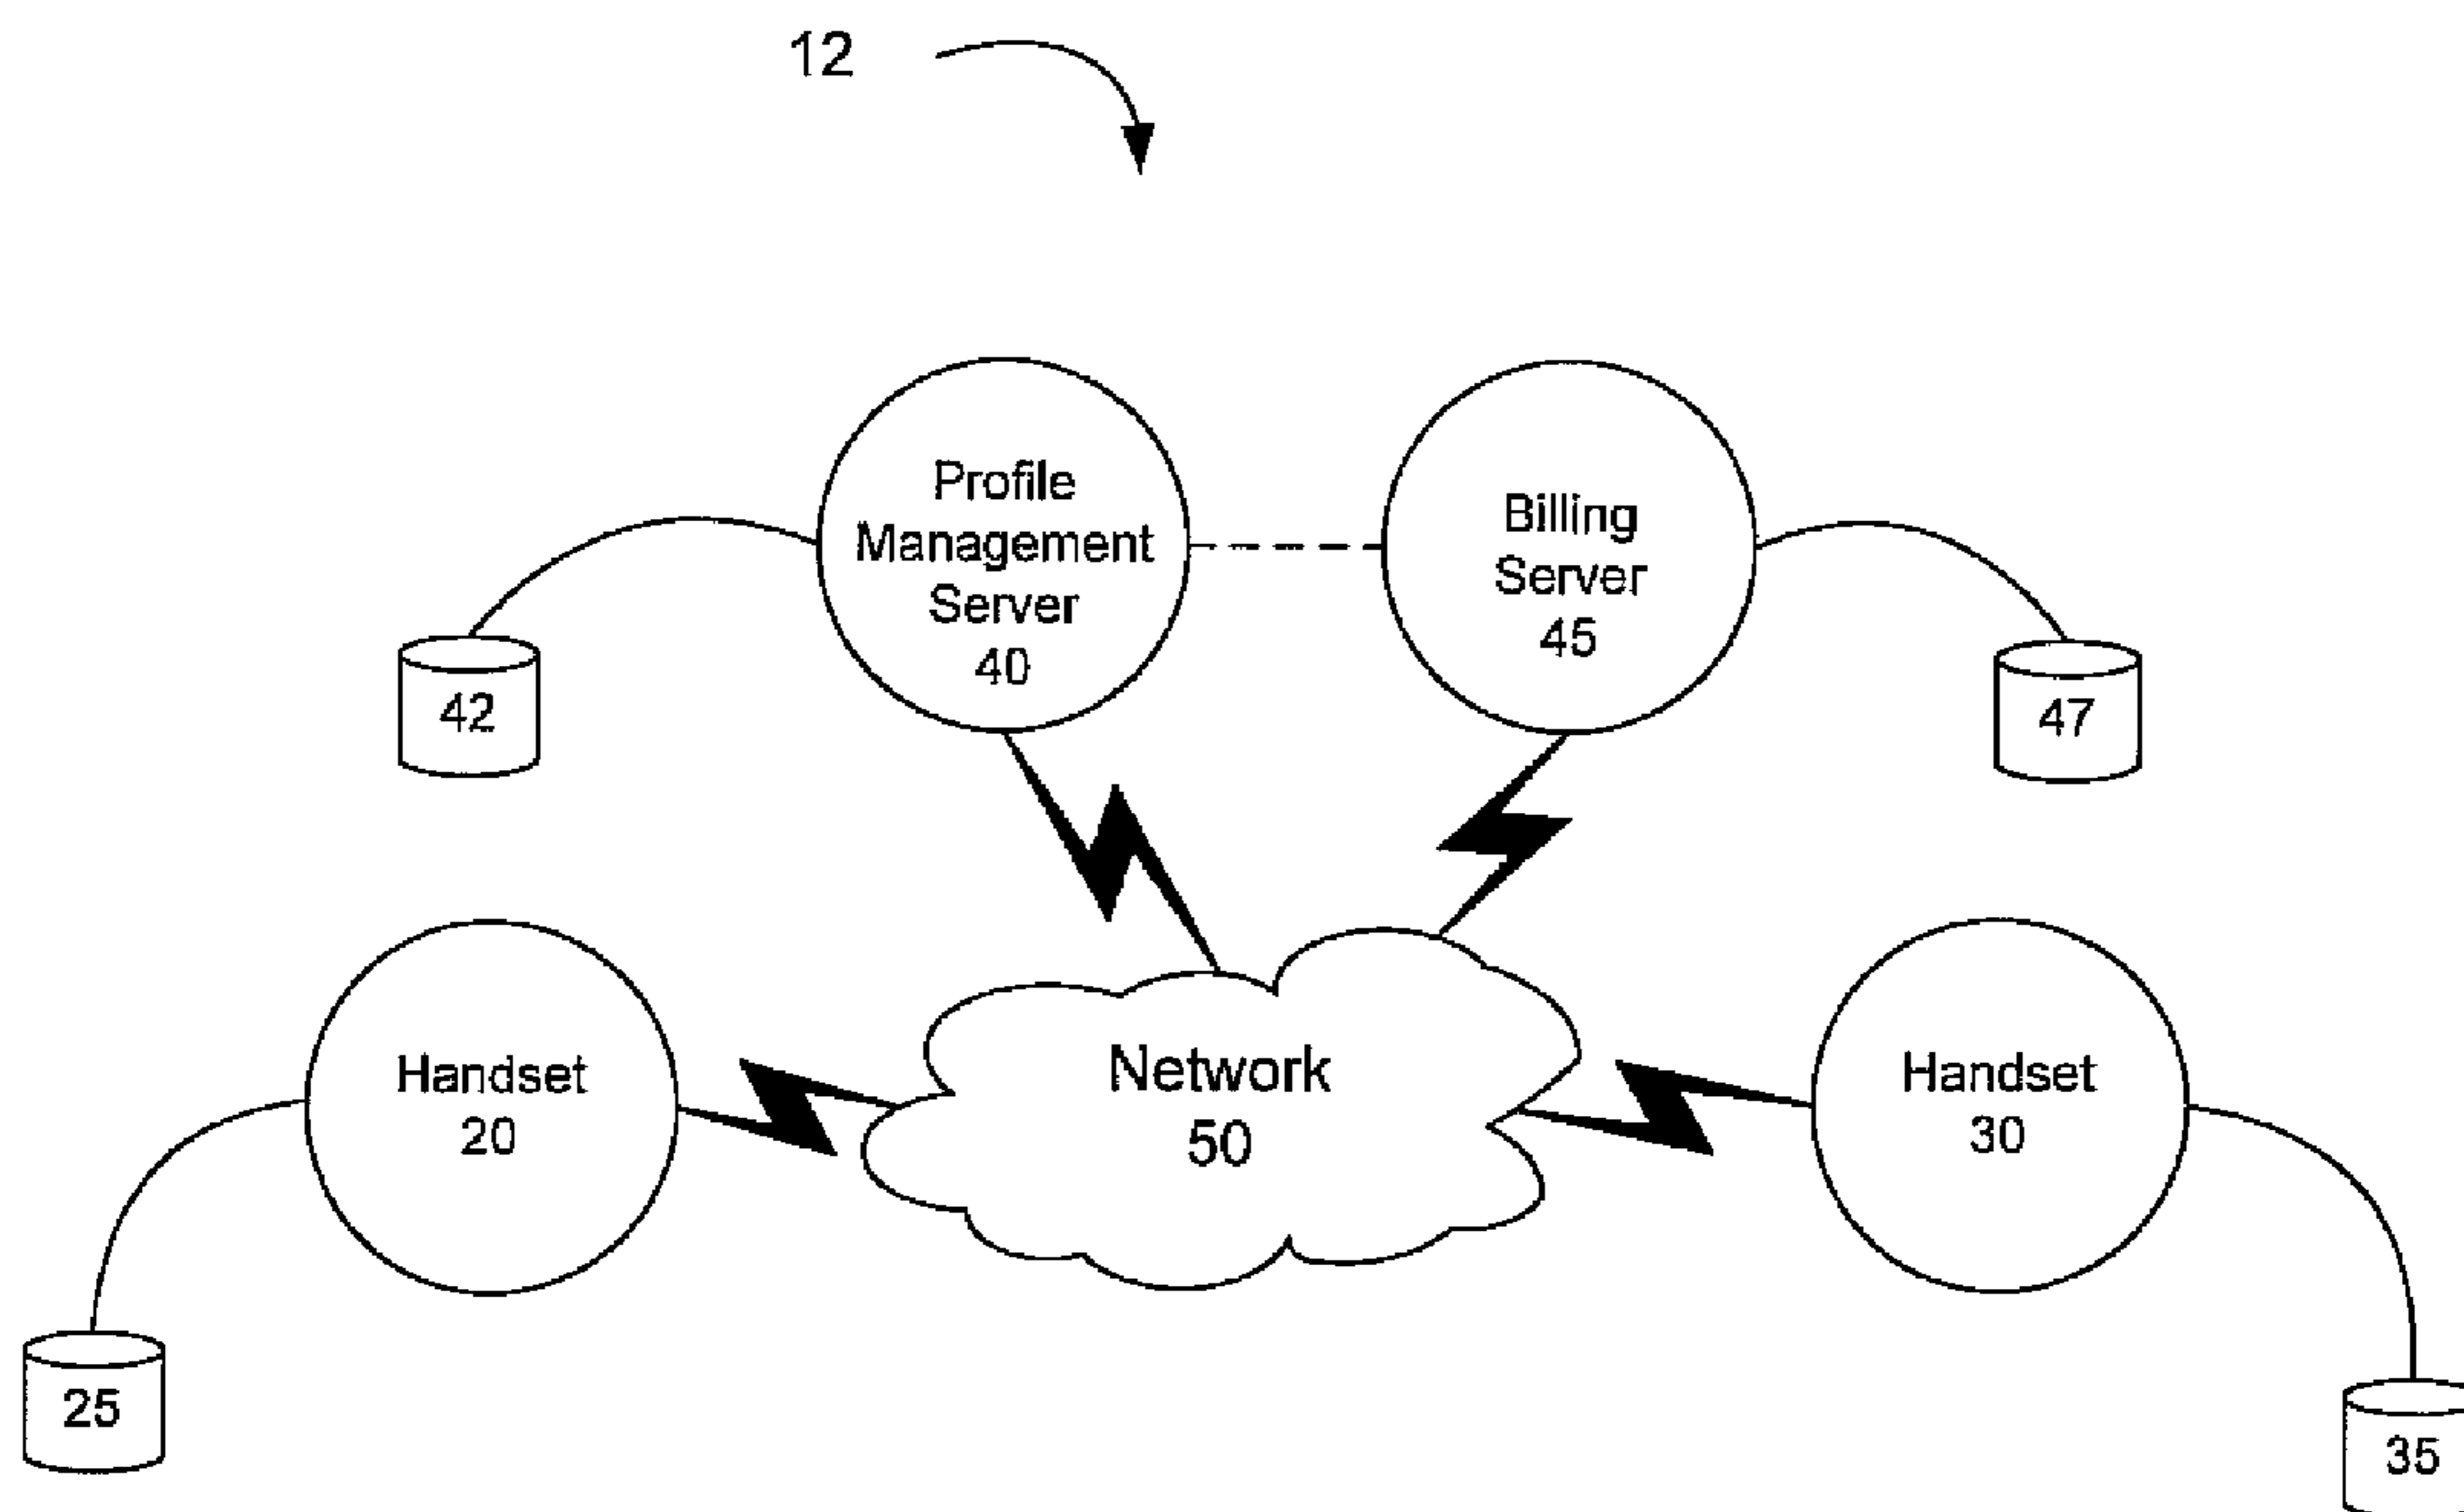 12
Profile
Management
Server
40
Billing
Server
45
42
47
Handset
20
Network
50
Handset
30
25
35